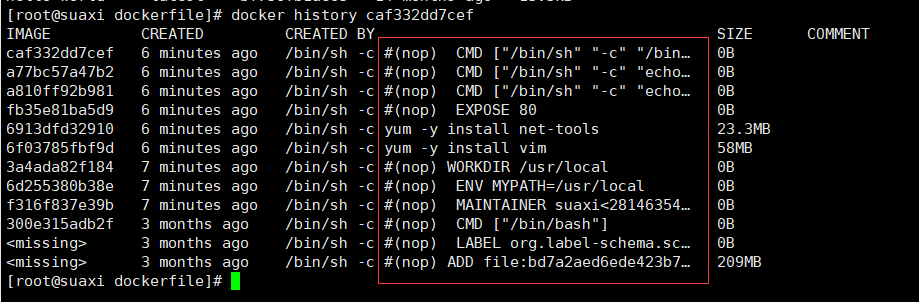 [root@suaxi dockerfile]# docker history caf332dd7cef
IMAGE CREATED CREATED BY SIZE COMMENT
caf332dd7cef 6 minutes ago /bin/sh -c #(nop) CMD ["/bin/sh" "-c" "/bin… 0B
a77bc57a47b2 6 minutes ago /bin/sh -c #(nop) CMD ["/bin/sh" "-c" "echo… 0B
a810ff92b981 6 minutes ago /bin/sh -c #(nop) CMD ["/bin/sh" "-c" "echo… 0B
fb35e81ba5d9 6 minutes ago /bin/sh -c #(nop) EXPOSE 80 0B
6913dfd32910 6 minutes ago /bin/sh -c yum -y install net-tools 23.3MB
6f03785fbf9d 6 minutes ago /bin/sh -c yum -y install vim 58MB
3a4ada82f184 7 minutes ago /bin/sh -c #(nop) WORKDIR /usr/local 0B
6d255380b38e 7 minutes ago /bin/sh -c #(nop) ENV MYPATH=/usr/local 0B
f316f837e39b 7 minutes ago /bin/sh -c #(nop) MAINTAINER suaxi<28146354… 0B
300e315adb2f 3 months ago /bin/sh -c #(nop) CMD ["/bin/bash"] 0B
<missing> 3 months ago /bin/sh -c #(nop) LABEL org.label-schema.sc… 0B
<missing> 3 months ago /bin/sh -c #(nop) ADD file:bd7a2aed6ede423b7… 209MB
[root@suaxi dockerfile]#